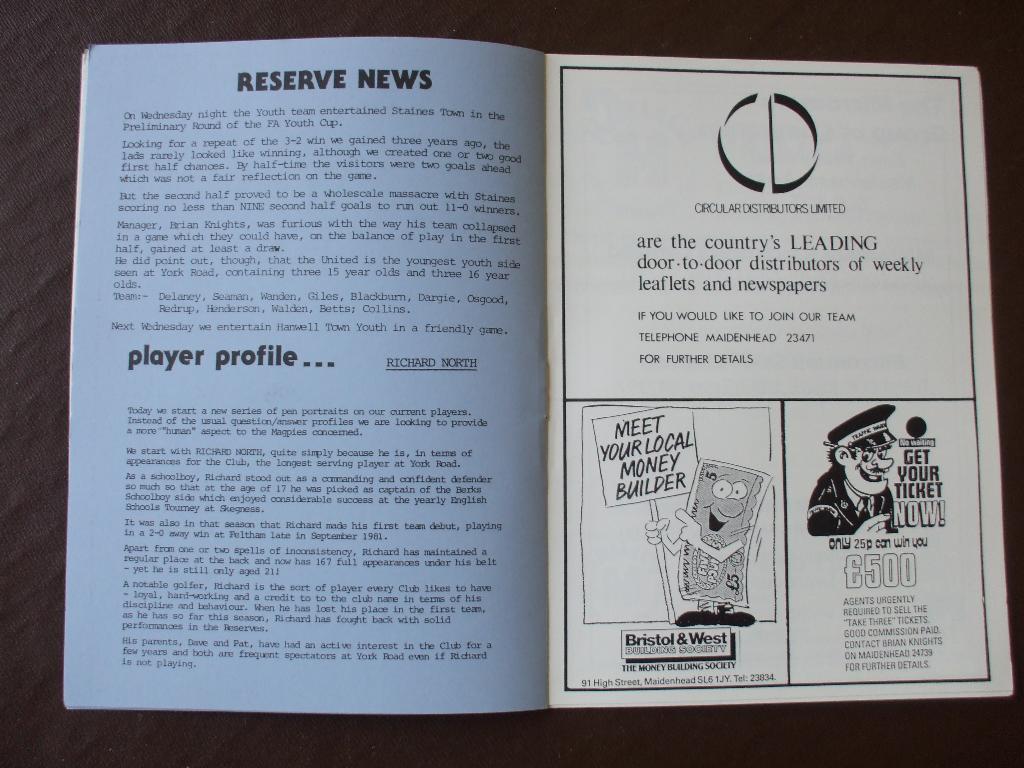 RESERVE NEWS
On Wednesday night the Youth team entertained Staines Town in the
Preliminary Round of the FA Youth Cup.
Looking for a repeat of the 3-2 win we gained three years ago, the
lads rarely looked like winning, although we created one or two good
first half chances. By half-time the visitors were two goals ahead
which was not a fair reflection on the game.
But the second half proved to be a wholescale massacre with Staines
scoring no less than NINE second half goals to run out 11-0 winners.
Manager, Brian Knights, was furious with the way his team collapsed
in a game which they could have, on the balance of play in the first
half, gained at least a draw.
He did point out, though, that the United is the youngest youth side
seen at York Road, containing three 15 year olds and three 16 year
olds.
Team:- Delaney, Seaman, Wanden, Giles, Blackburn, Dargie, Osgood,
Redrup, Henderson, Walden, Betts; Collins.
Next Wednesday we entertain Hanwell Town Youth in a friendly game.
player profile...
RICHARD NORTH
Today we start a new series of pen portraits on our current players.
Instead of the usual question/answer profiles we are looking to provide
a more "human" aspect to the Magpies concerned.
We start with RICHARD NORTH, quite simply because he is, in terms of
appearances for the Club, the longest serving player at York Road.
As a schoolboy, Richard stood out as a commanding and confident defender
so much so that at the age of 17 he was picked as captain of the Berks
Schoolboy side which enjoyed considerable success at the yearly English
Schools Tourney at Skegness.
It was also in that season that Richard made his first team debut, playing
in a 2-0 away win at Feltham late in September 1981.
Apart from one or two spells of inconsistency, Richard has maintained a
regular place at the back and now has 167 full appearances under his belt
- yet he is still only aged 21!
A notable golfer, Richard is the sort of player every Club likes to have
- loyal, hard-working and a credit to to the club name in terms of his
discipline and behaviour. When he has lost his place in the first team,
as he has so far this season, Richard has fought back with solid
performances in the Reserves.
His parents, Dave and Pat, have had an active interest in the Club for a
few years and both are frequent spectators at York Road even if Richard
is not playing.
CIRCULAR DISTRIBUTORS LIMITED
are the country's LEADING
door-to-door distributors of weekly
leaflets and newspapers
IF YOU WOULD LIKE TO JOIN OUR TEAM
TELEPHONE MAIDENHEAD 23471
FOR FURTHER DETAILS
MEET
YOUR LOCAL
MONEY
BUILDER
£5
Bristol & West
BUILDING SOCIETY
THE MONEY BUILDING SOCIETY
91 High Street, Maidenhead SL6 1JY. Tel: 23834.
TRAFFIC WARDEN
No waiting
GET
YOUR
TICKET
NOW!
ONLY 25p can win you
£500
AGENTS URGENTLY
REQUIRED TO SELL THE
"TAKE THREE" TICKETS.
GOOD COMMISSION PAID.
CONTACT BRIAN KNIGHTS
ON MAIDENHEAD 24739
FOR FURTHER DETAILS.